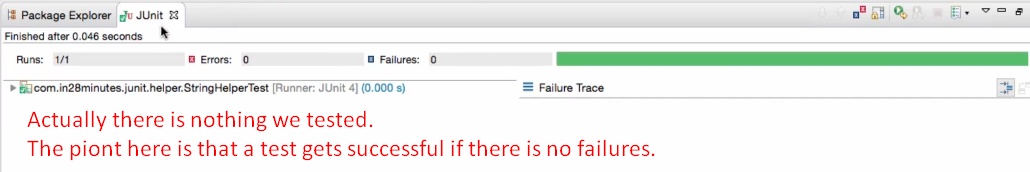 Package Explorer JUnit
Finished after 0.046 seconds
Runs: 1/1 Errors: 0 Failures: 0
com.in28minutes.junit.helper.StringHelperTest [Runner: JUnit 4] (0.000 s) Failure Trace
Actually there is nothing we tested.
The piont here is that a test gets successful if there is no failures.